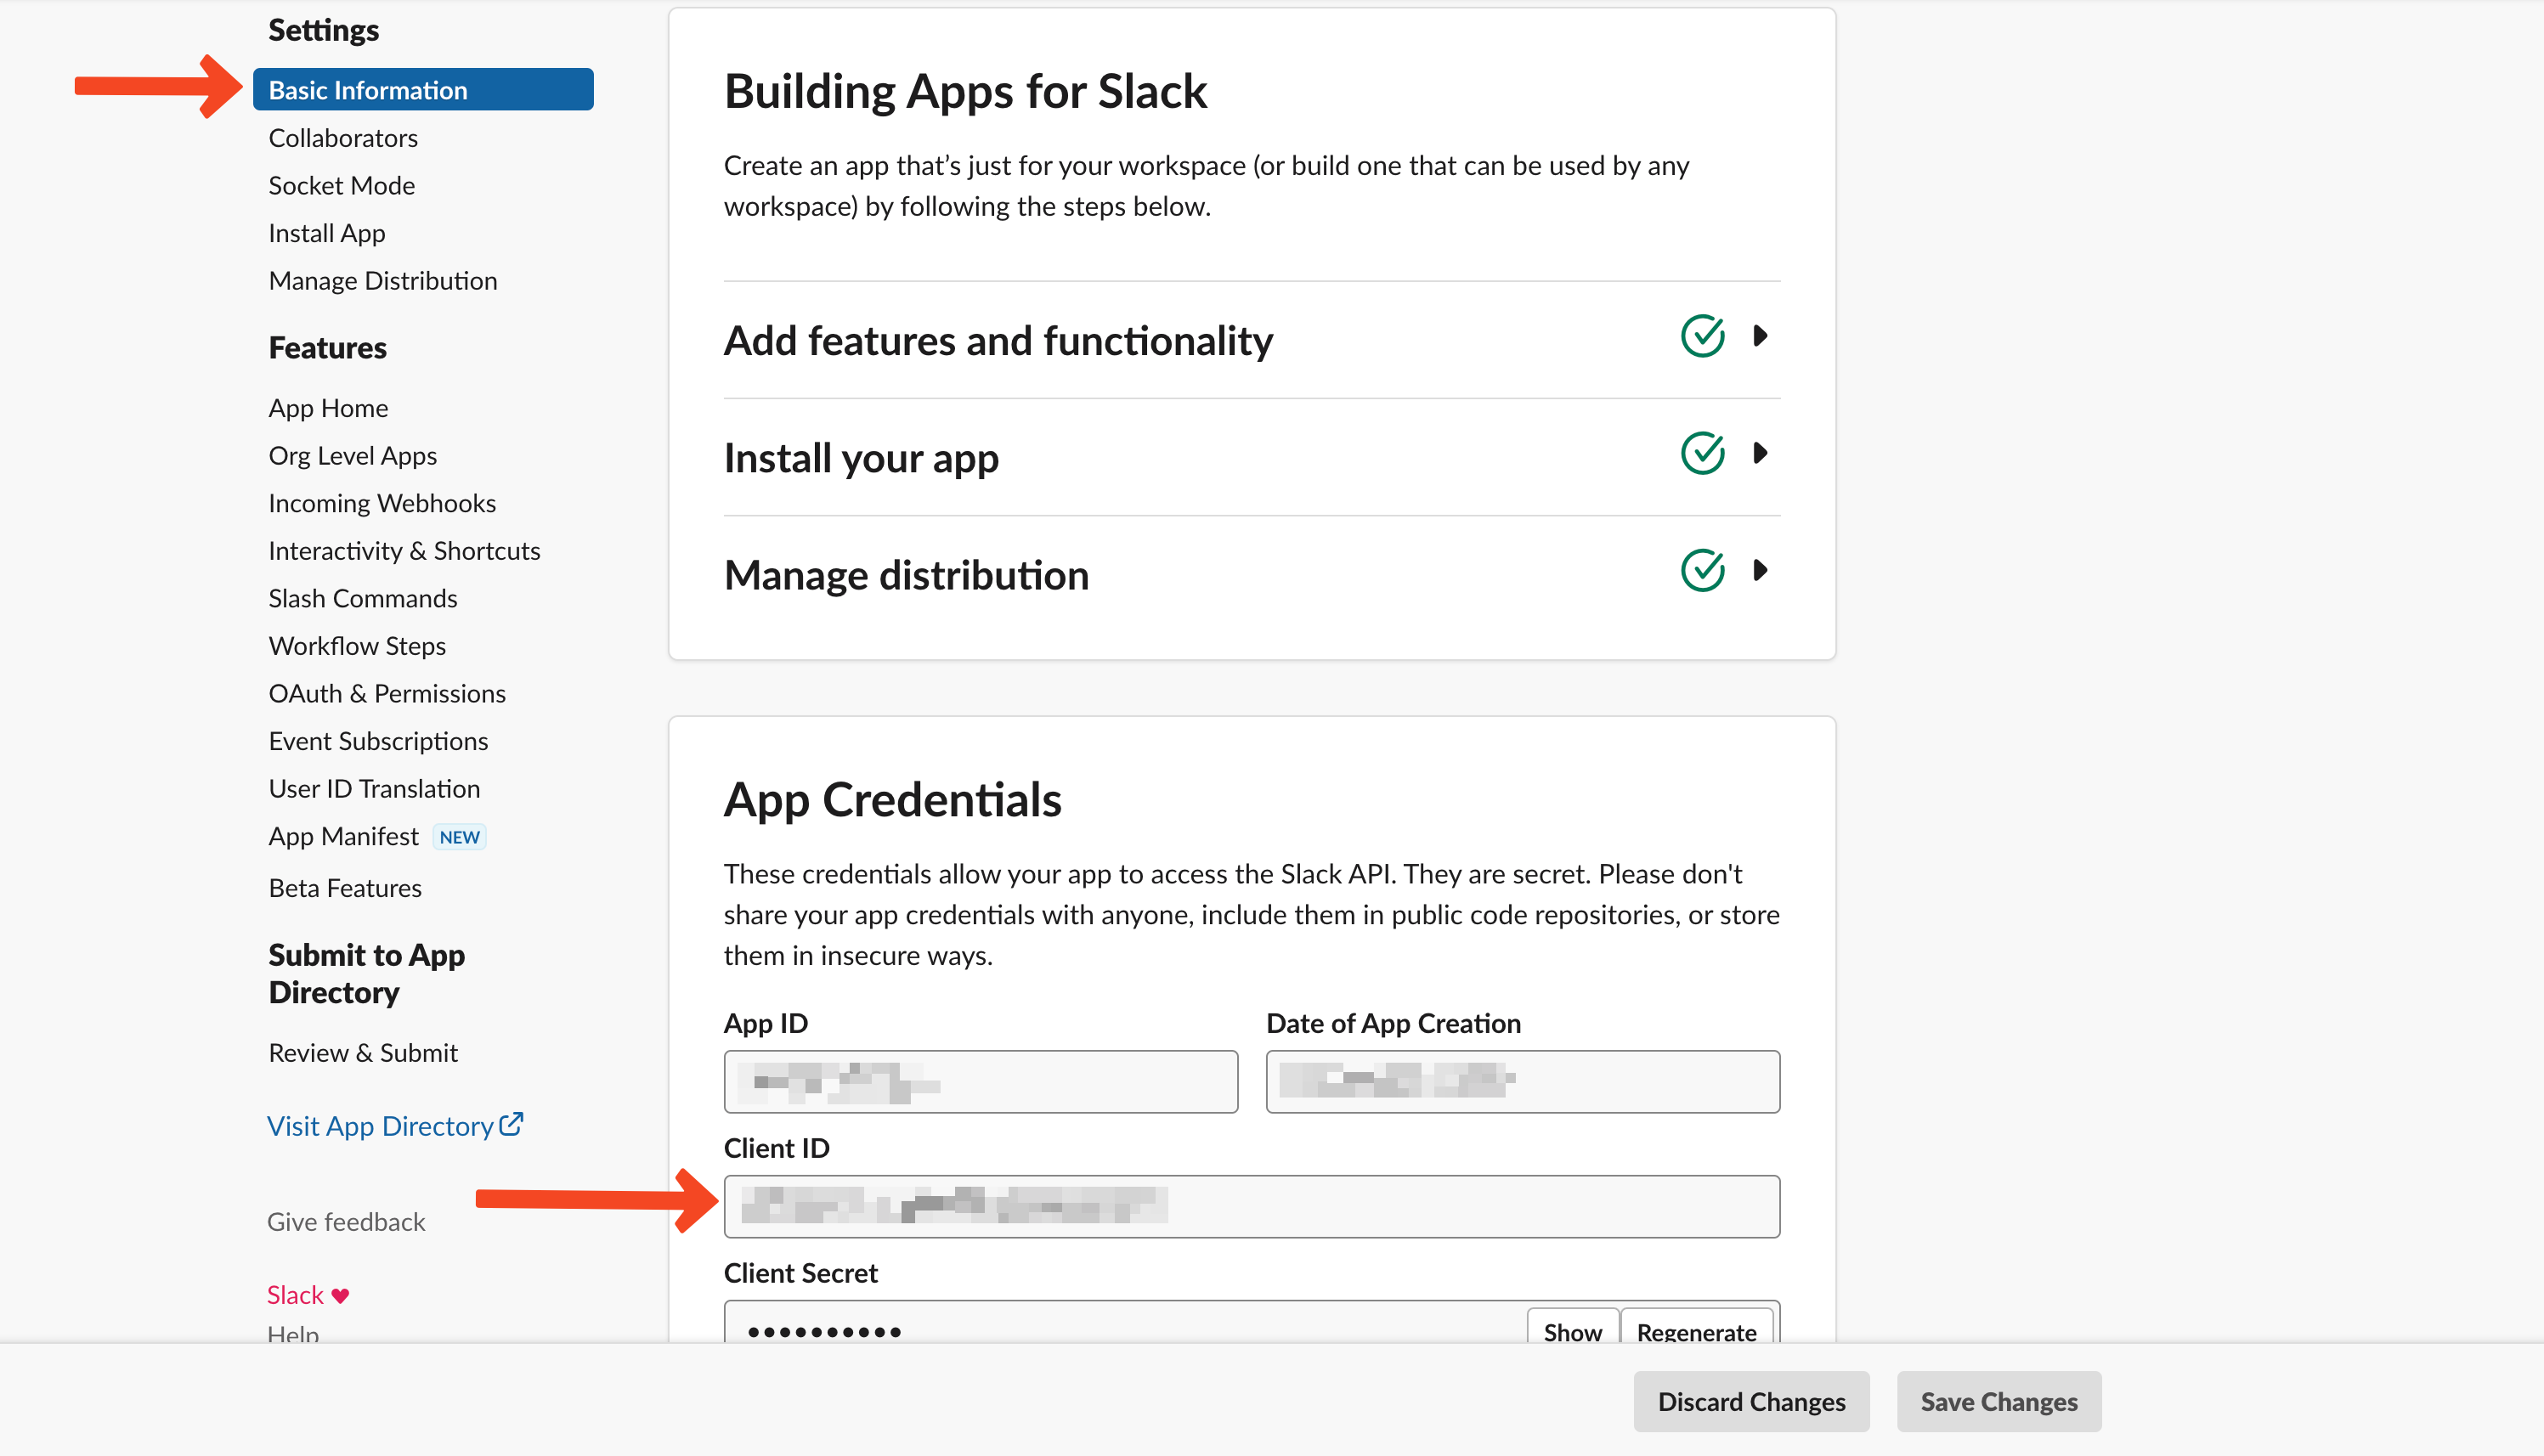 Settings
Basic Information
Collaborators
Socket Mode
Install App
Manage Distribution
Features
App Home
Org Level Apps
Incoming Webhooks
Interactivity & Shortcuts
Slash Commands
Workflow Steps
OAuth & Permissions
Event Subscriptions
User ID Translation
App Manifest NEW
Beta Features
Submit to App
Directory
Review & Submit
Visit App Directory
Give feedback
Slack
Help
Building Apps for Slack
Create an app that’s just for your workspace (or build one that can be used by any
workspace) by following the steps below.
Add features and functionality
Install your app
Manage distribution
App Credentials
These credentials allow your app to access the Slack API. They are secret. Please don't
share your app credentials with anyone, include them in public code repositories, or store
them in insecure ways.
App ID
Date of App Creation
Client ID
Client Secret
••••••••••
Show
Regenerate
Discard Changes
Save Changes